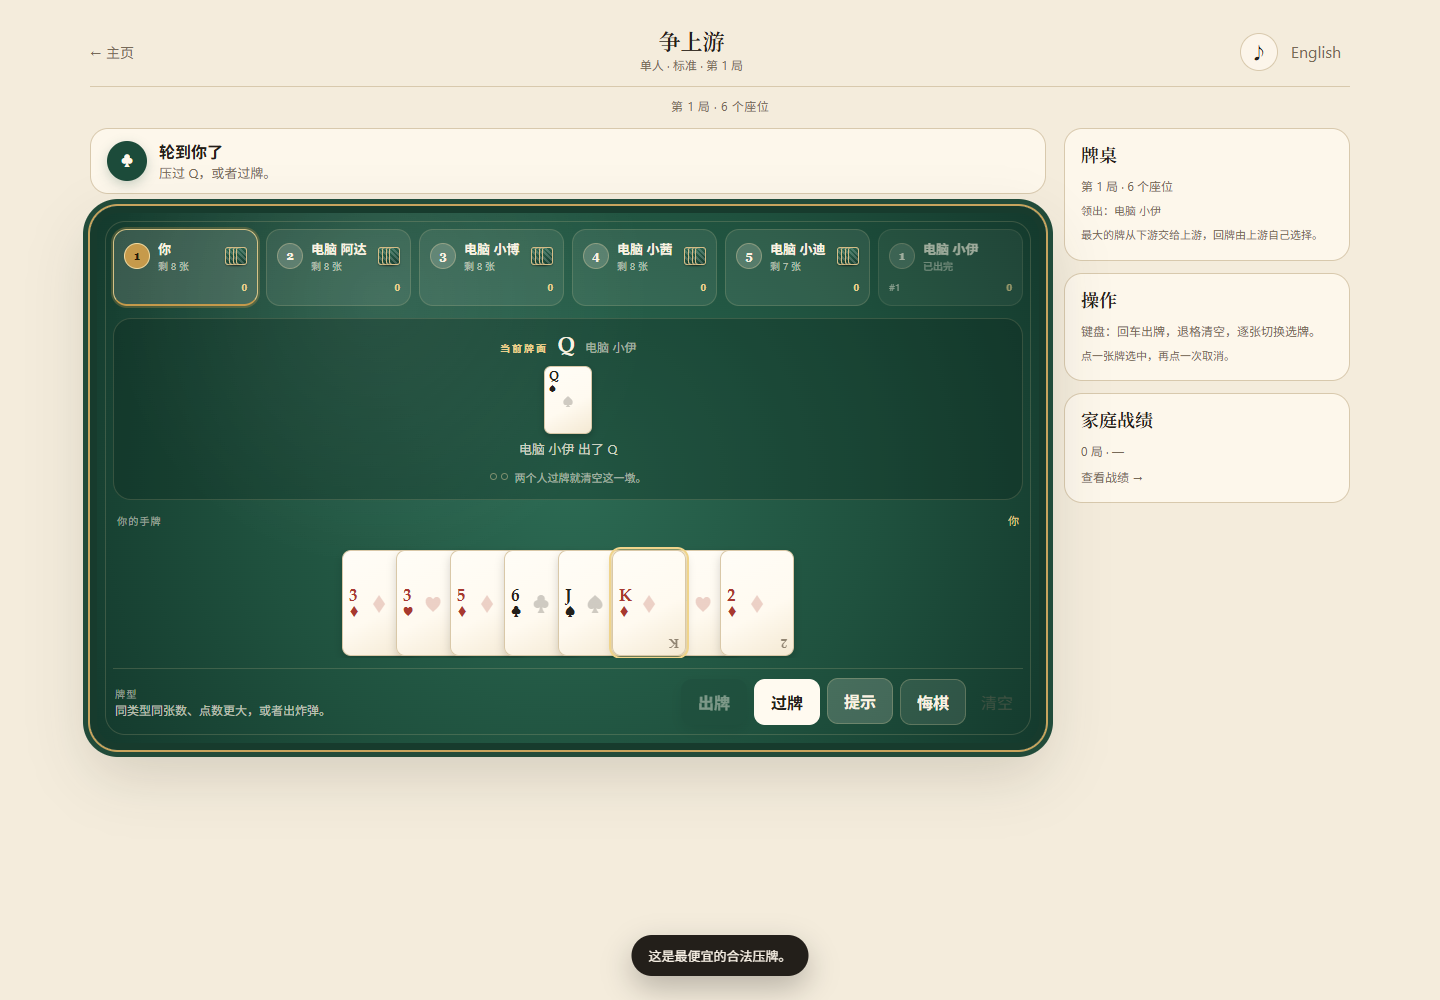 ← 主页
争上游
单人 · 标准 · 第 1 局
♪
English
第 1 局 · 6 个座位
轮到你了
压过 Q，或者过牌。
1 你
剩 8 张
0
2 电脑 阿达
剩 8 张
0
3 电脑 小博
剩 8 张
0
4 电脑 小茜
剩 8 张
0
5 电脑 小迪
剩 7 张
0
1 电脑 小伊
已出完
#1 0
当前牌面 Q 电脑 小伊
Q
电脑 小伊 出了 Q
两个人过牌就清空这一墩。
你的手牌 你
3 3 5 6 J K 2
K 2
牌型
同类型同张数、点数更大，或者出炸弹。
出牌 过牌 提示 悔棋 清空
牌桌
第 1 局 · 6 个座位
领出：电脑 小伊
最大的牌从下游交给上游，回牌由上游自己选择。
操作
键盘：回车出牌，退格清空，逐张切换选牌。
点一张牌选中，再点一次取消。
家庭战绩
0 局 · —
查看战绩 →
这是最便宜的合法压牌。